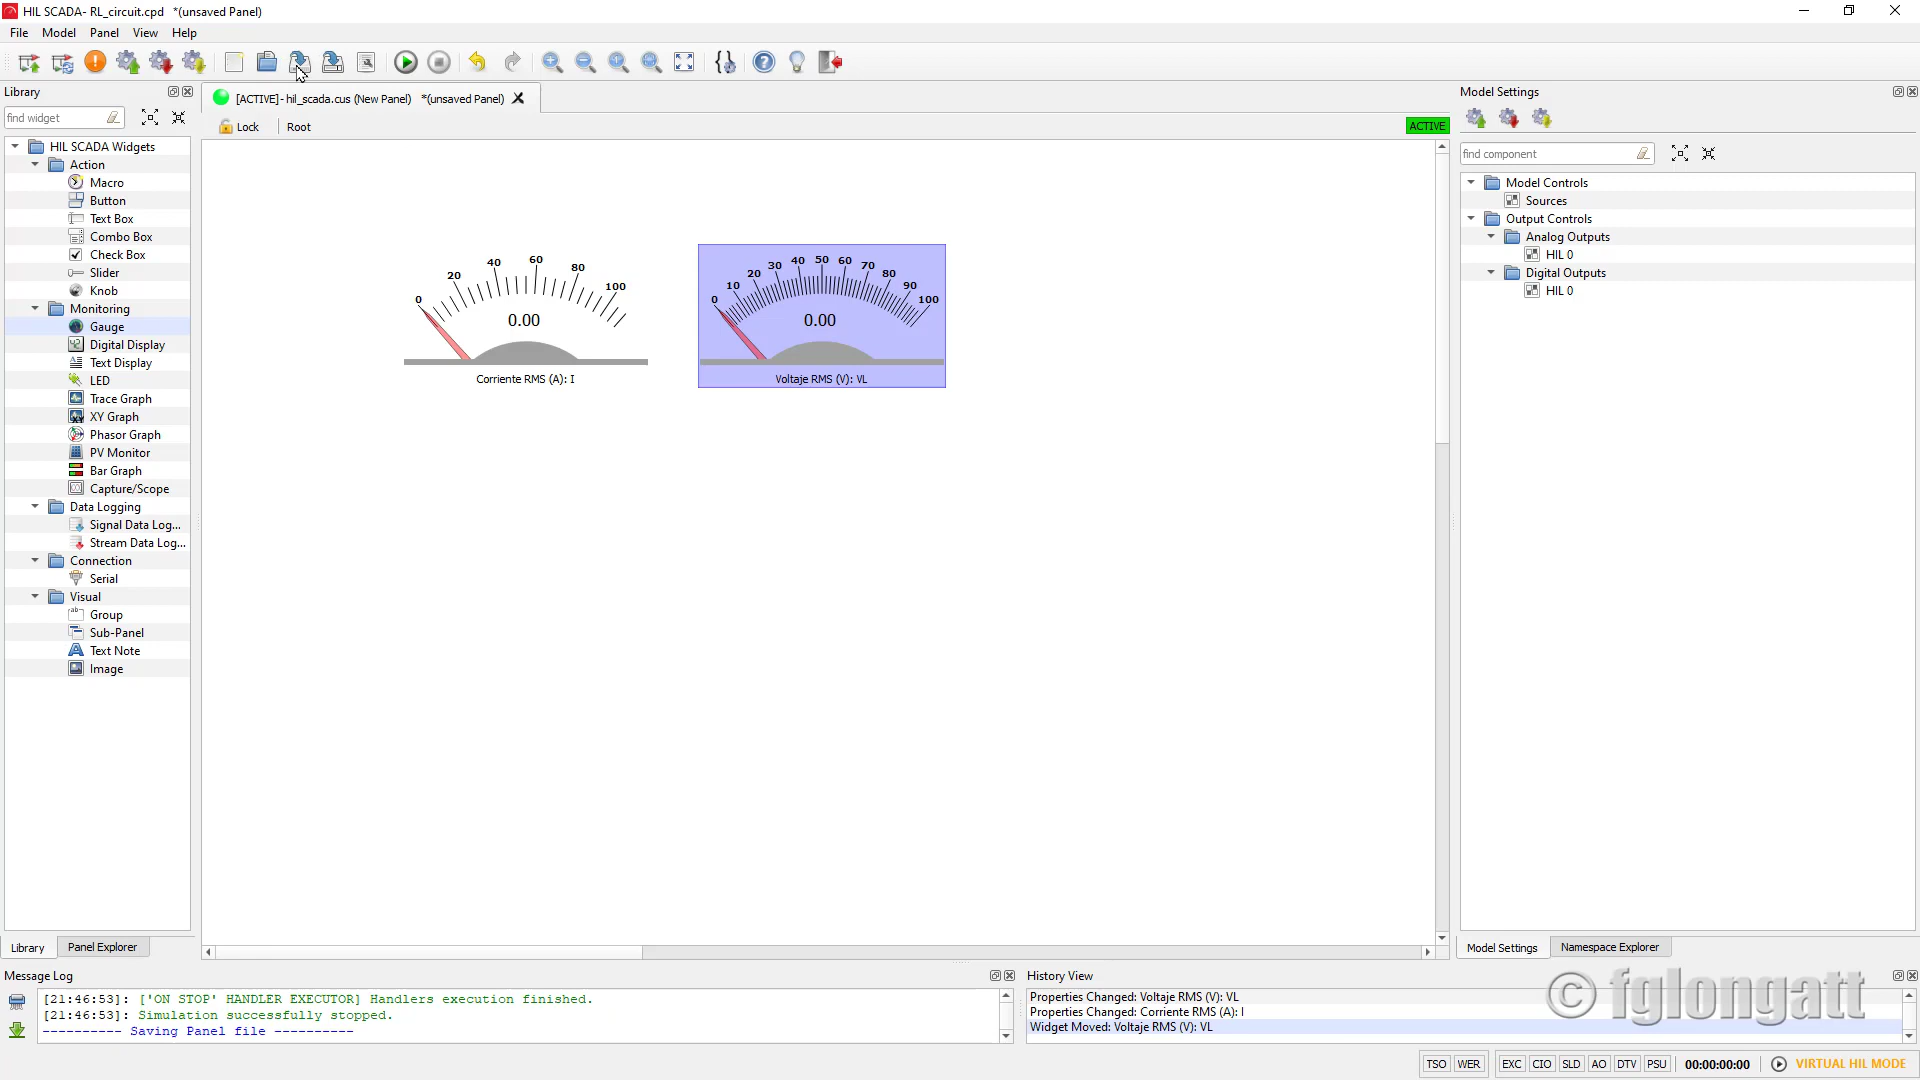 HIL SCADA- RL_circuit.cpd *(unsaved Panel)
File Model Panel View Help
Library
find widget
HIL SCADA Widgets
Action
Macro
Button
Text Box
Combo Box
Check Box
Slider
Knob
Monitoring
Gauge
Digital Display
Text Display
LED
Trace Graph
XY Graph
Phasor Graph
PV Monitor
Bar Graph
Capture/Scope
Data Logging
Signal Data Log...
Stream Data Log...
Connection
Serial
Visual
Group
Sub-Panel
Text Note
Image
Library Panel Explorer
[ACTIVE]- hil_scada.cus (New Panel) *(unsaved Panel)
Lock Root
ACTIVE
0 20 40 60 80 100
0.00
Corriente RMS (A): I
0 10 20 30 40 50 60 70 80 90 100
0.00
Voltaje RMS (V): VL
Model Settings
find component
Model Controls
Sources
Output Controls
Analog Outputs
HIL 0
Digital Outputs
HIL 0
Model Settings Namespace Explorer
Message Log
[21:46:53]: ['ON STOP' HANDLER EXECUTOR] Handlers execution finished.
[21:46:53]: Simulation successfully stopped.
---------- Saving Panel file ----------
History View
Properties Changed: Voltaje RMS (V): VL
Properties Changed: Corriente RMS (A): I
Widget Moved: Voltaje RMS (V): VL
© fglongatt
TSO WER EXC CIO SLD AO DTV PSU 00:00:00:00 VIRTUAL HIL MODE